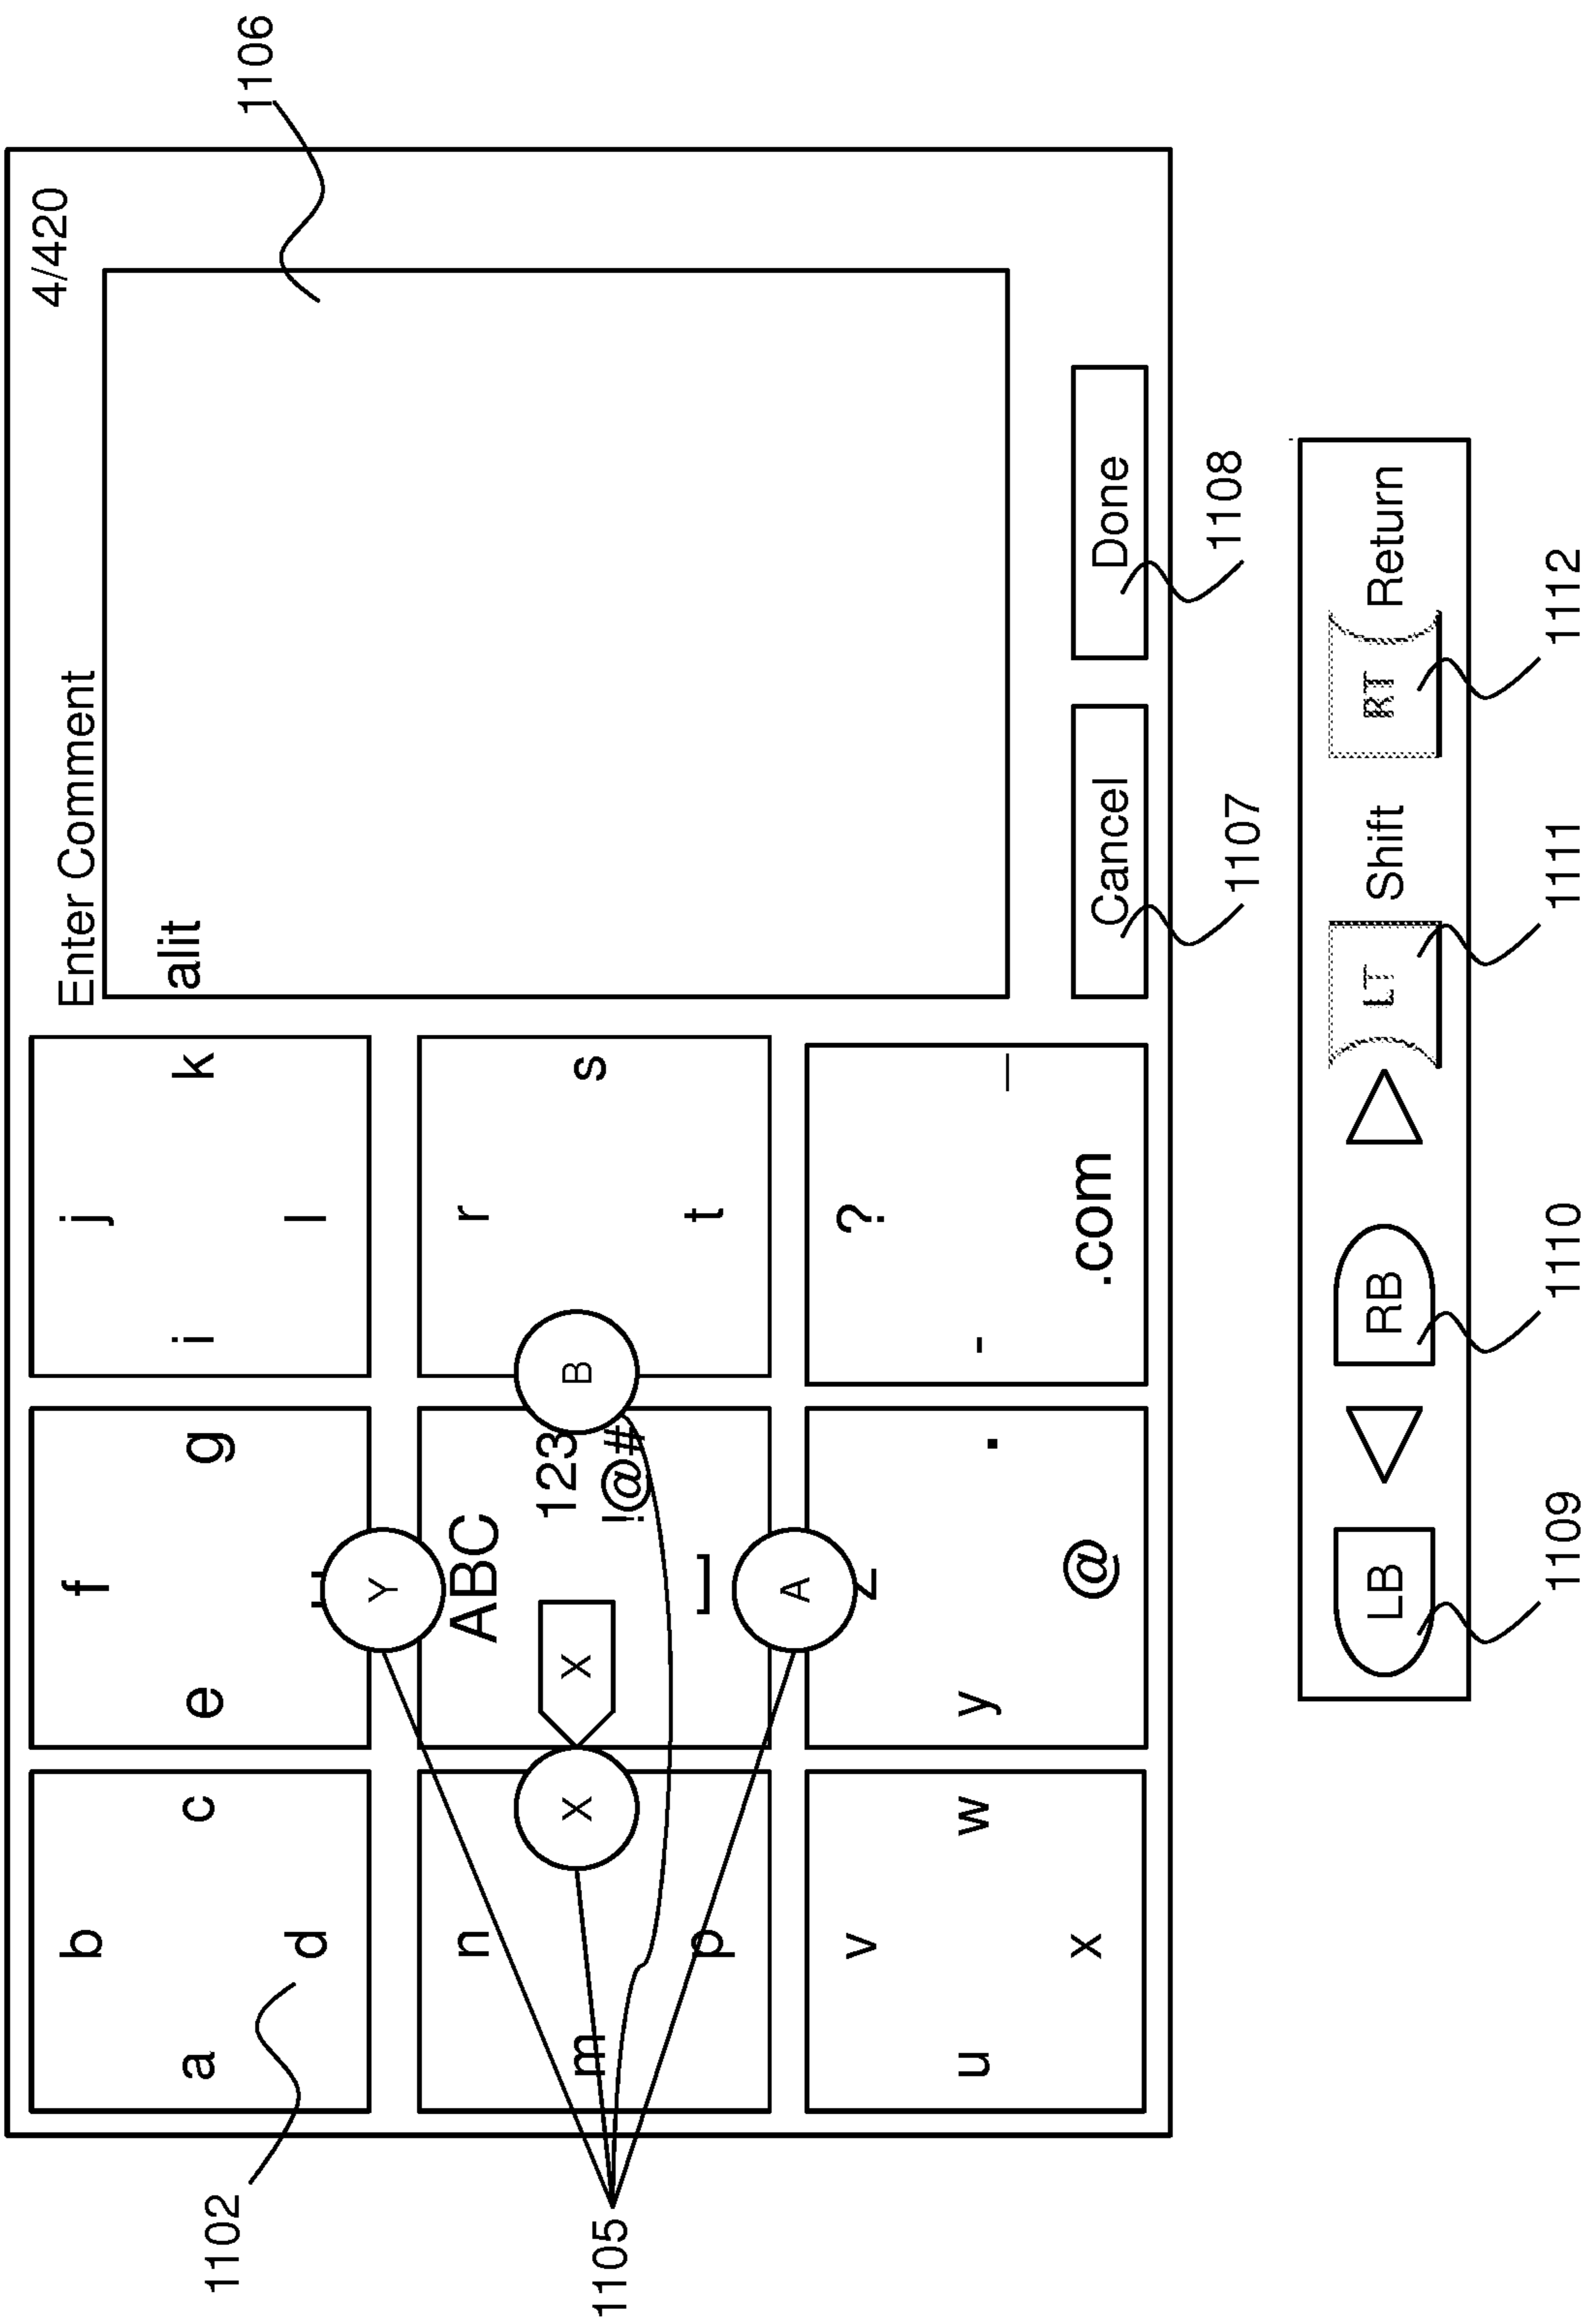 1106
4/420
Enter Comment
alit
b
a c
d
f
e g
j
i k
l
n
m
p
ABC
X
123
!@#
]
r
s
t
Y
X
B
A
v
u w
x
z
y .
@
?
- _
.com
Cancel
Done
1102
1105
1107
1108
LB
RB
LT
Shift
RT
Return
1109
1110
1111
1112